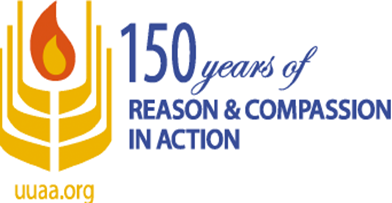 150 years of
REASON & COMPASSION
IN ACTION
uuaa.org